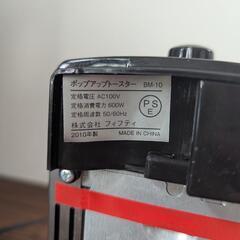 ポップアップトースター BM-10
定格電圧 AC100V
定格消費電力 600W
定格周波数 50/60Hz
株式会社 フィフティ
2010年製 MADE IN CHINA
PS
E